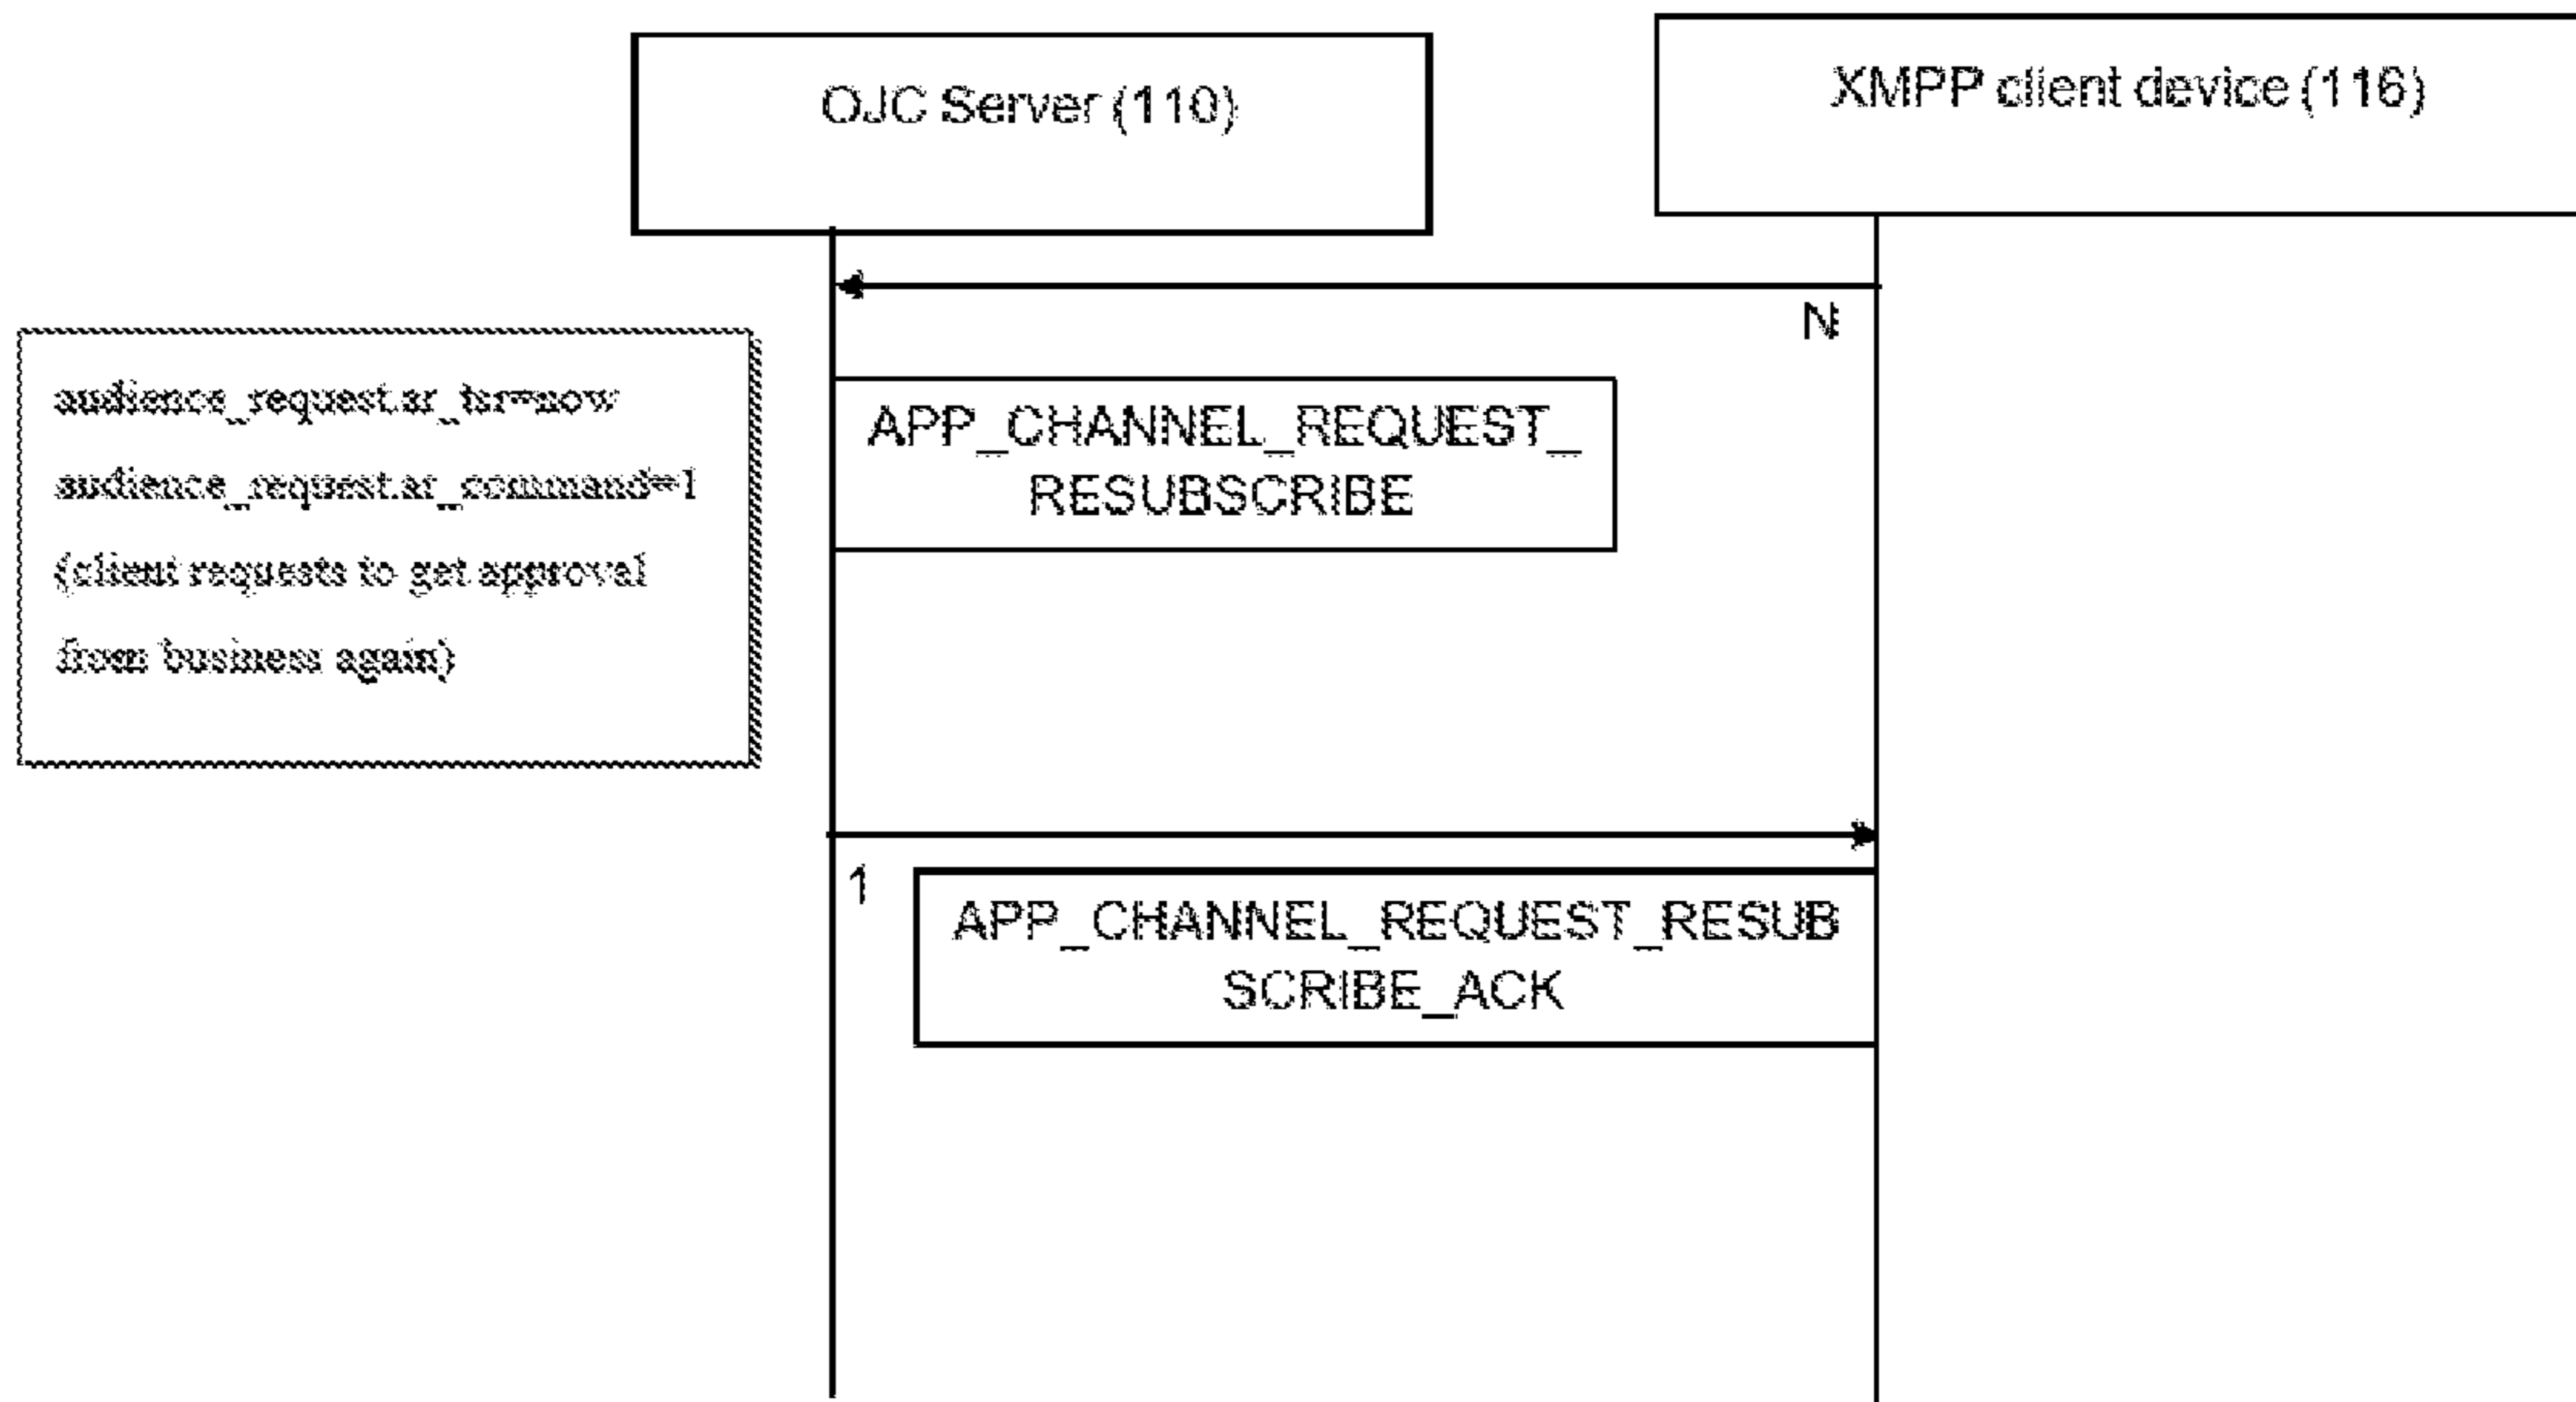 OJC Server (110)
XMPP client device (116)
N
audience_request.ar_tsr=now
audience_request.ar_command=1
(client requests to get approval
from business again)
APP_CHANNEL_REQUEST_
RESUBSCRIBE
1
APP_CHANNEL_REQUEST_RESUB
SCRIBE_ACK